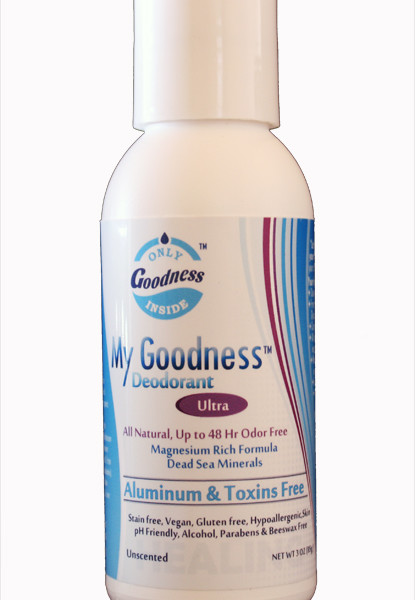 ONLY
Goodness
INSIDE
TM
My Goodness™
Deodorant
Ultra
All Natural, Up to 48 Hr Odor Free
Magnesium Rich Formula
Dead Sea Minerals
Aluminum & Toxins Free
Stain free, Vegan, Gluten free, Hypoallergenic, Skin
pH Friendly, Alcohol, Parabens & Beeswax Free
Unscented
NET WT 3 OZ